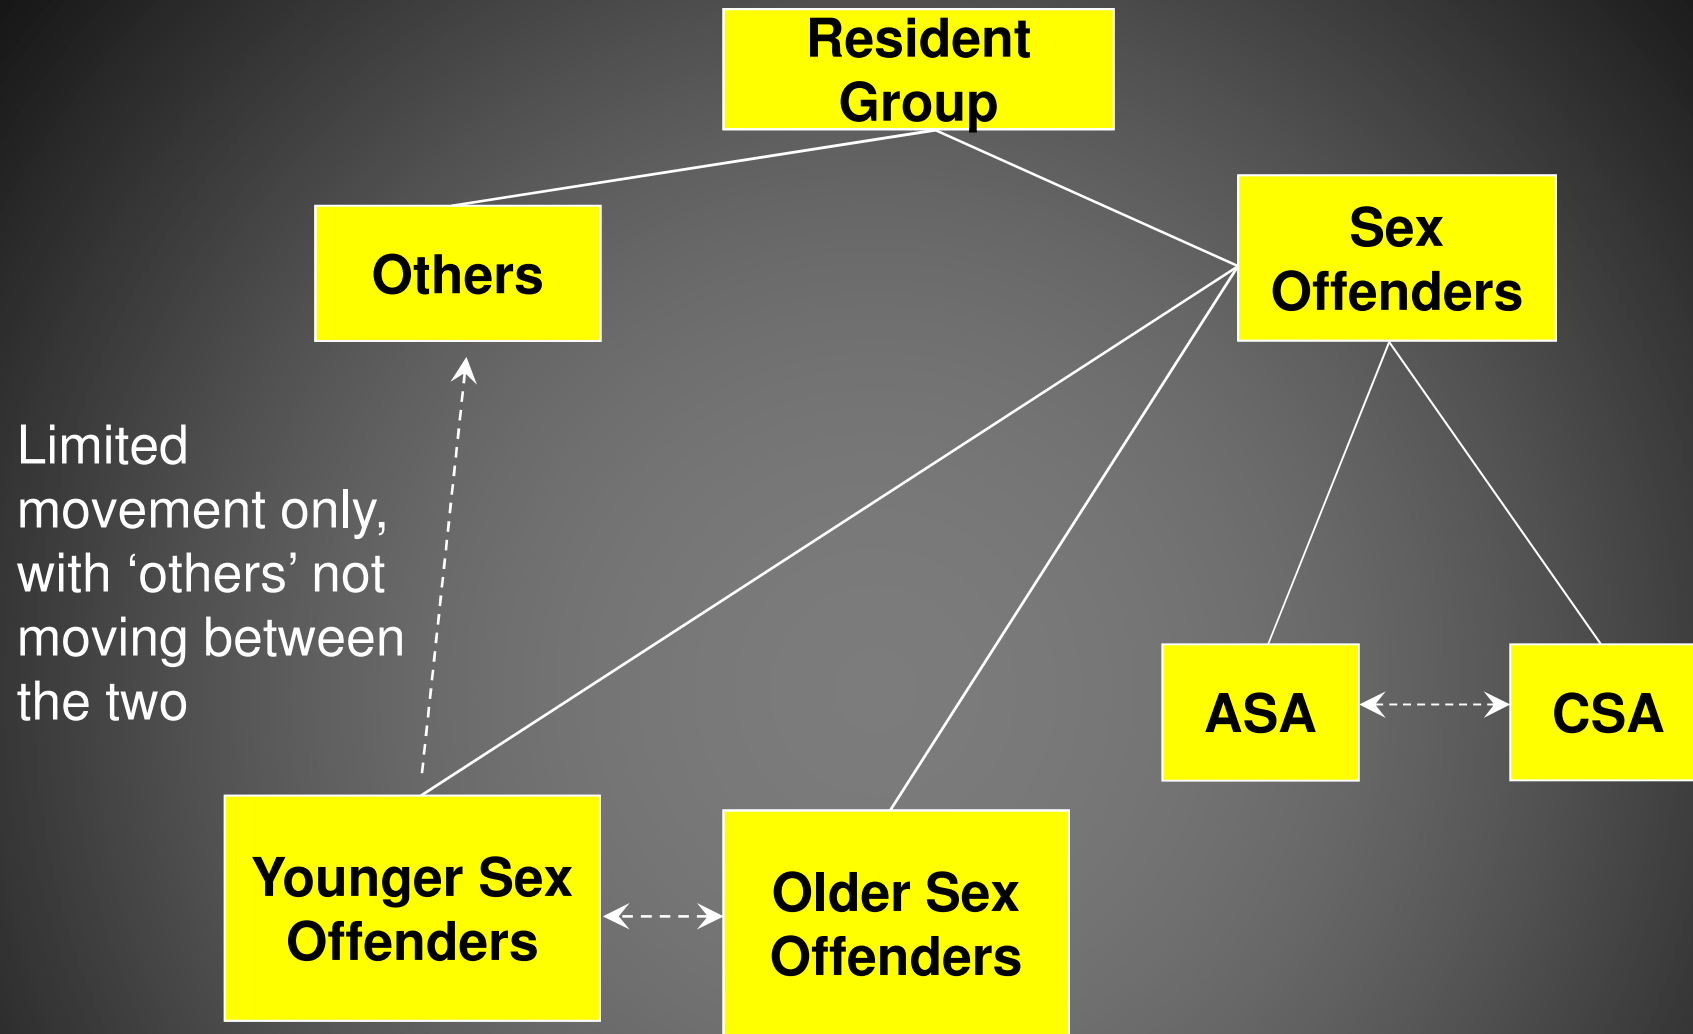 Resident
Group
Others
Sex
Offenders
Limited
movement only,
with ‘others’ not
moving between
the two
ASA
CSA
Younger Sex
Offenders
Older Sex
Offenders